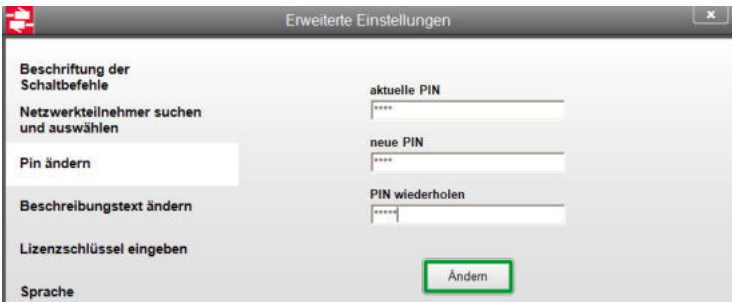 Erweiterte Einstellungen
x
Beschriftung der
Schaltbefehle
Netzwerkteilnehmer suchen
und auswählen
Pin ändern
Beschreibungstext ändern
Lizenzschlüssel eingeben
Sprache
aktuelle PIN
****
neue PIN
****
PIN wiederholen
*****
Ändern